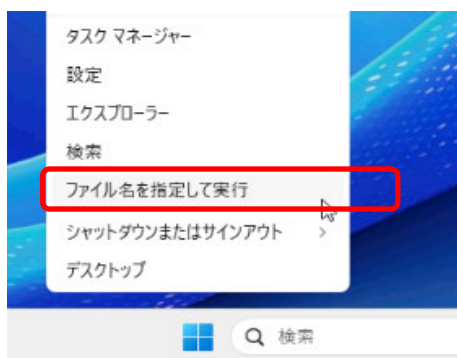 タスク マネージャー
設定
エクスプローラー
検索
ファイル名を指定して実行
シャットダウンまたはサインアウト
デスクトップ
検索